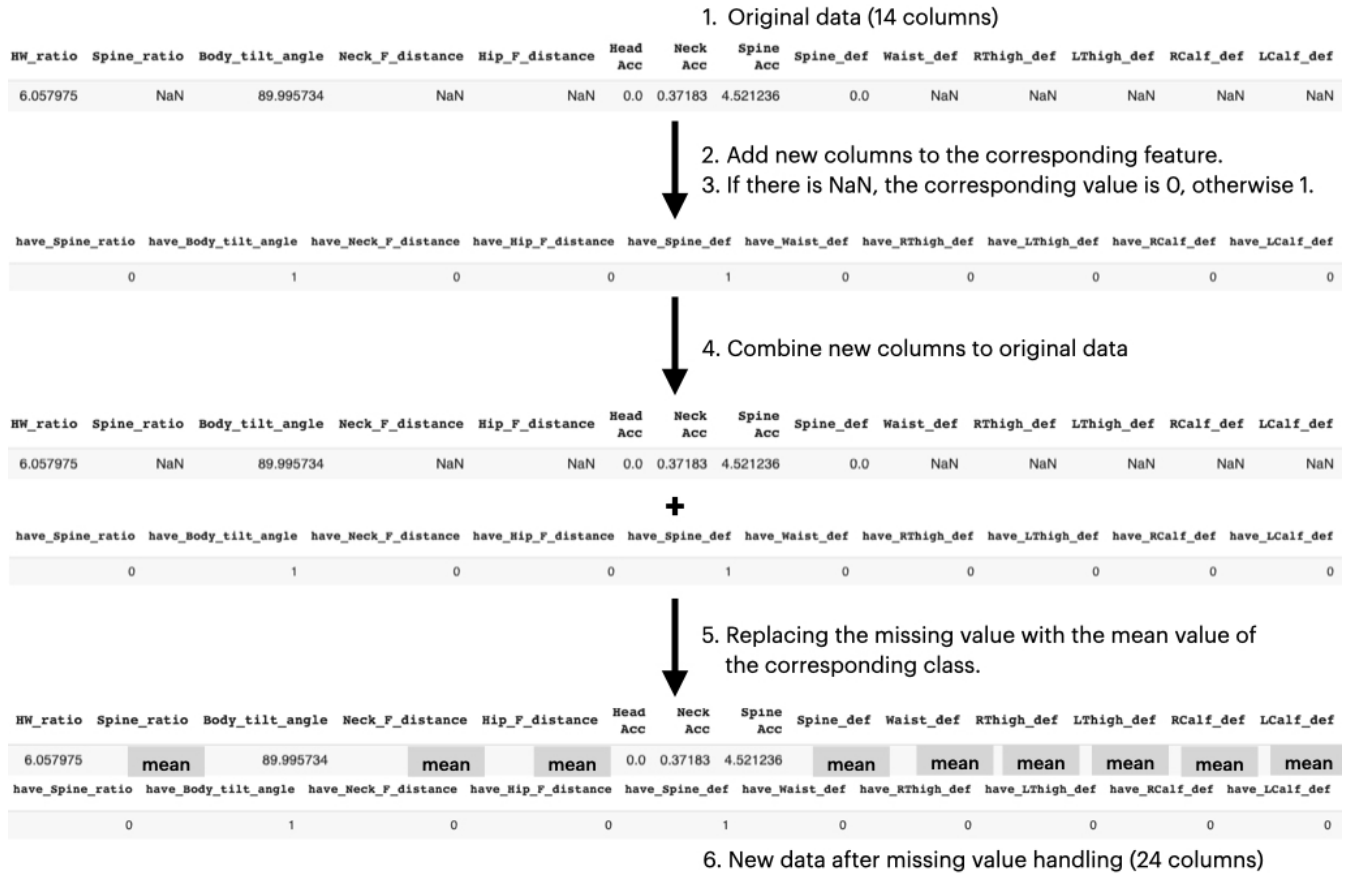 1. Original data (14 columns)
HW_ratio Spine_ratio Body_tilt_angle Neck_F_distance Hip_F_distance Head Acc Neck Acc Spine Acc Spine_def Waist_def RThigh_def LThigh_def RCalf_def LCalf_def
6.057975 NaN 89.995734 NaN NaN 0.0 0.37183 4.521236 0.0 NaN NaN NaN NaN NaN
2. Add new columns to the corresponding feature.
3. If there is NaN, the corresponding value is 0, otherwise 1.
have_Spine_ratio have_Body_tilt_angle have_Neck_F_distance have_Hip_F_distance have_Spine_def have_Waist_def have_RThigh_def have_LThigh_def have_RCalf_def have_LCalf_def
0 1 0 0 1 0 0 0 0 0
4. Combine new columns to original data
HW_ratio Spine_ratio Body_tilt_angle Neck_F_distance Hip_F_distance Head Acc Neck Acc Spine Acc Spine_def Waist_def RThigh_def LThigh_def RCalf_def LCalf_def
6.057975 NaN 89.995734 NaN NaN 0.0 0.37183 4.521236 0.0 NaN NaN NaN NaN NaN
+
have_Spine_ratio have_Body_tilt_angle have_Neck_F_distance have_Hip_F_distance have_Spine_def have_Waist_def have_RThigh_def have_LThigh_def have_RCalf_def have_LCalf_def
0 1 0 0 1 0 0 0 0 0
5. Replacing the missing value with the mean value of
the corresponding class.
HW_ratio Spine_ratio Body_tilt_angle Neck_F_distance Hip_F_distance Head Acc Neck Acc Spine Acc Spine_def Waist_def RThigh_def LThigh_def RCalf_def LCalf_def
6.057975 mean 89.995734 mean mean 0.0 0.37183 4.521236 mean mean mean mean mean mean
have_Spine_ratio have_Body_tilt_angle have_Neck_F_distance have_Hip_F_distance have_Spine_def have_Waist_def have_RThigh_def have_LThigh_def have_RCalf_def have_LCalf_def
0 1 0 0 1 0 0 0 0 0
6. New data after missing value handling (24 columns)